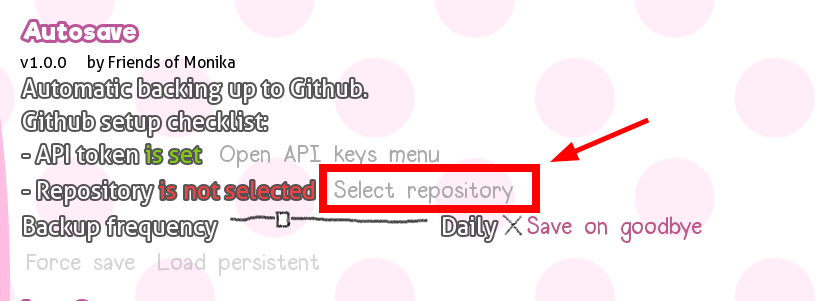 Autosave
v1.0.0 by Friends of Monika
Automatic backing up to Github.
Github setup checklist:
- API token is set Open API keys menu
- Repository is not selected Select repository
Backup frequency Daily Save on goodbye
Force save Load persistent